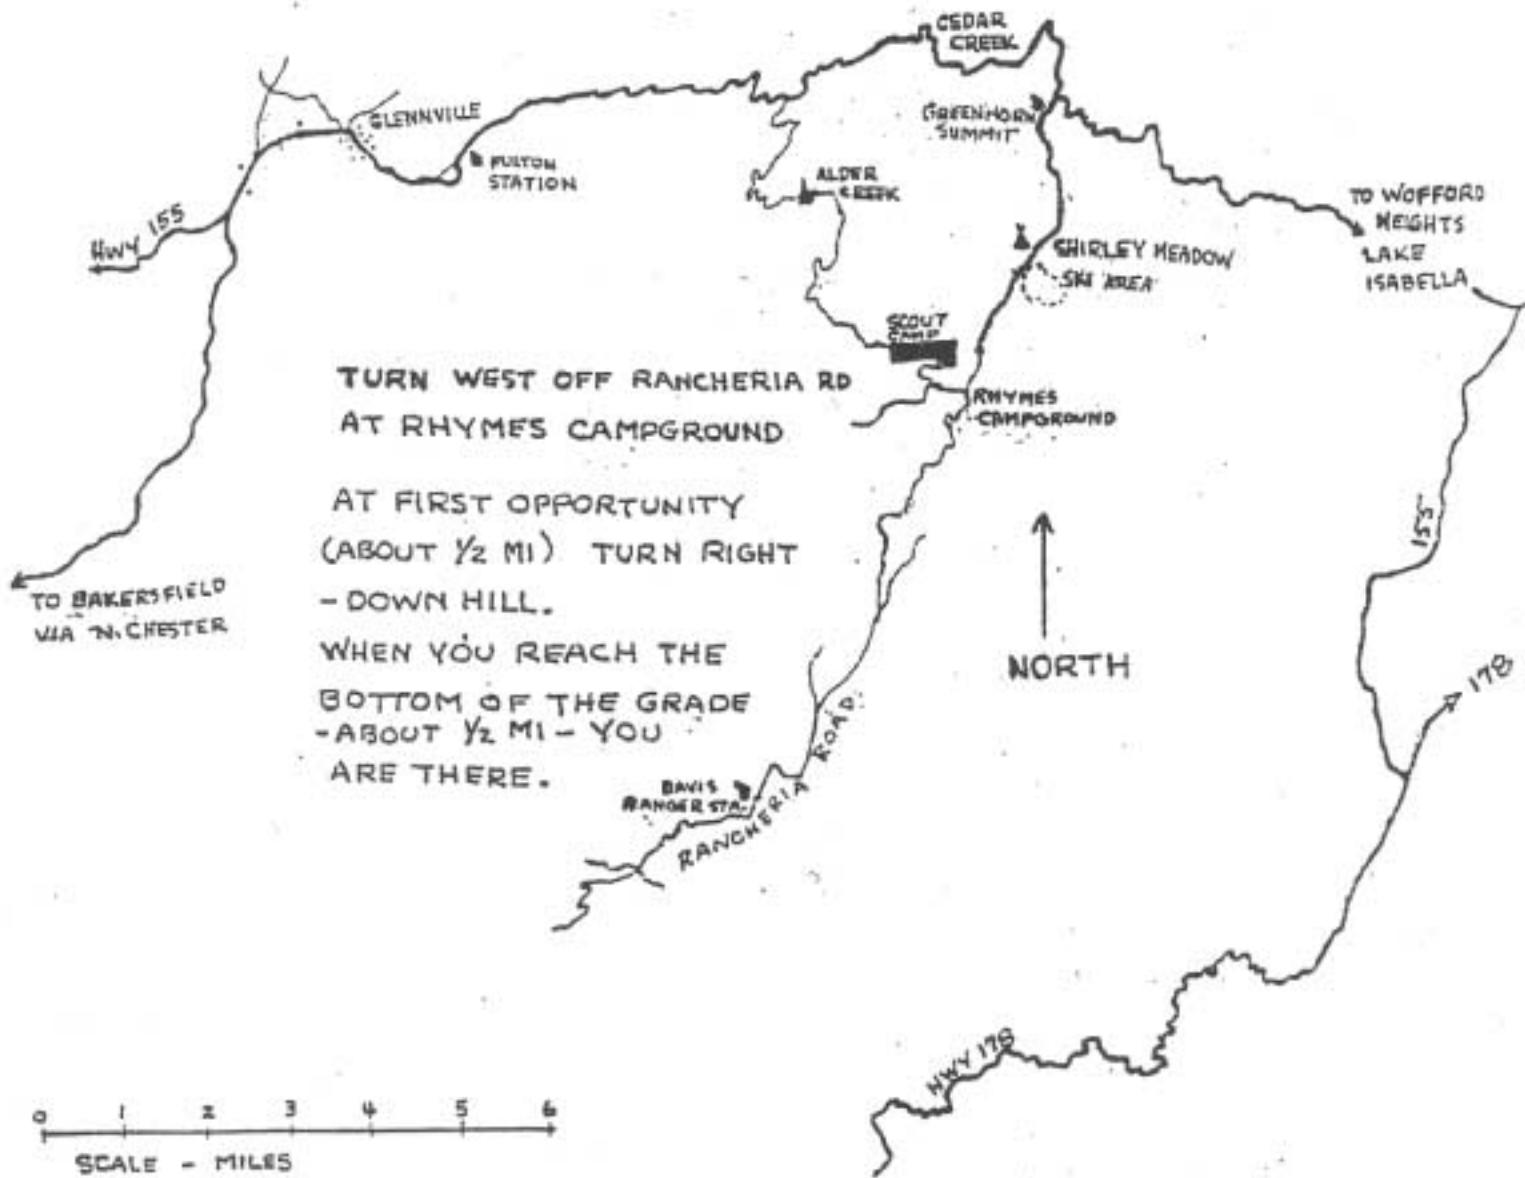 CEDAR
CREEK
GLENNVILLE
FULTON
STATION
GREENHORN
SUMMIT
ALDER
CREEK
HWY 155
TO WOFFORD
HEIGHTS
LAKE
ISABELLA
SHIRLEY MEADOW
SKI AREA
SCOUT
CAMP
RHYMES
CAMPGROUND
TURN WEST OFF RANCHERIA RD
AT RHYMES CAMPGROUND
AT FIRST OPPORTUNITY
(ABOUT 1/2 MI) TURN RIGHT
- DOWN HILL.
WHEN YOU REACH THE
BOTTOM OF THE GRADE
- ABOUT 1/2 MI - YOU
ARE THERE.
TO BAKERSFIELD
VIA N. CHESTER
155
NORTH
178
DAVIS
RANGER STA.
RANCHERIA ROAD
HWY 178
0 1 2 3 4 5 6
SCALE - MILES